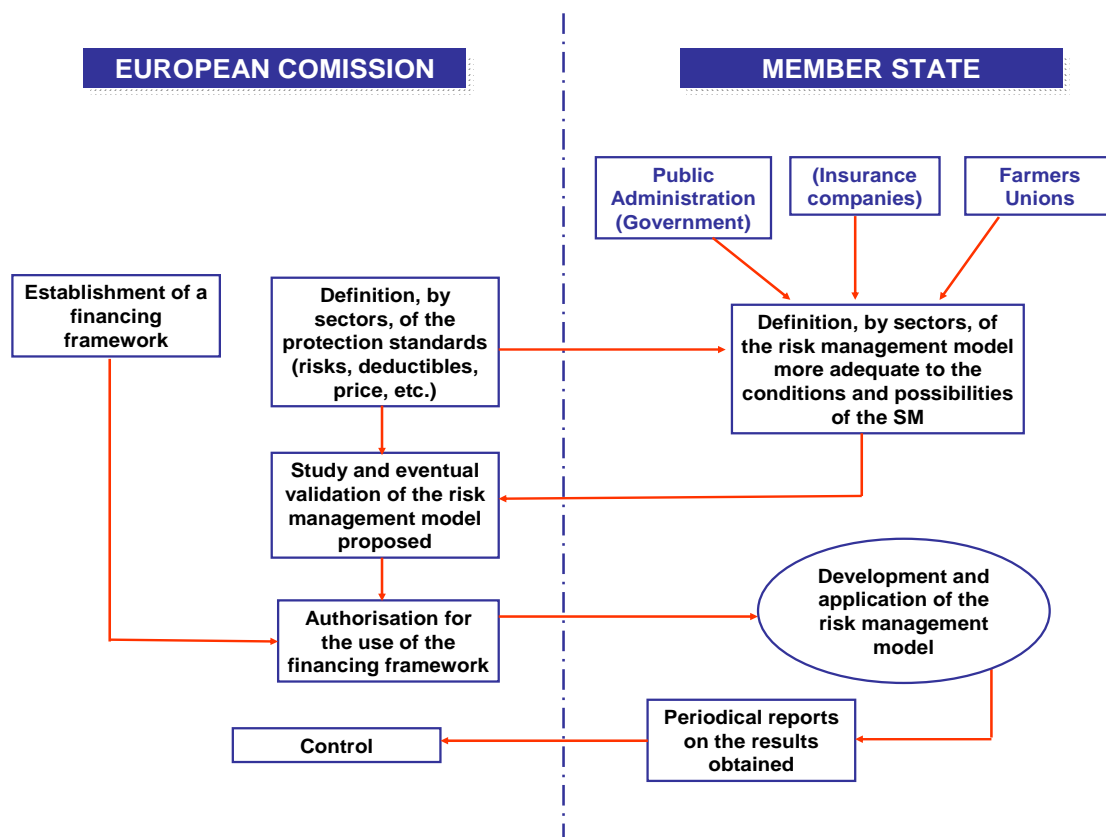 EUROPEAN COMISSION
MEMBER STATE
Public
Administration
(Government)
(Insurance
companies)
Farmers
Unions
Establishment of a
financing
framework
Definition, by
sectors, of the
protection standards
(risks, deductibles,
price, etc.)
Definition, by sectors, of
the risk management model
more adequate to the
conditions and possibilities
of the SM
Study and eventual
validation of the risk
management model
proposed
Authorisation for
the use of the
financing framework
Development and
application of the
risk management
model
Periodical reports
on the results
obtained
Control